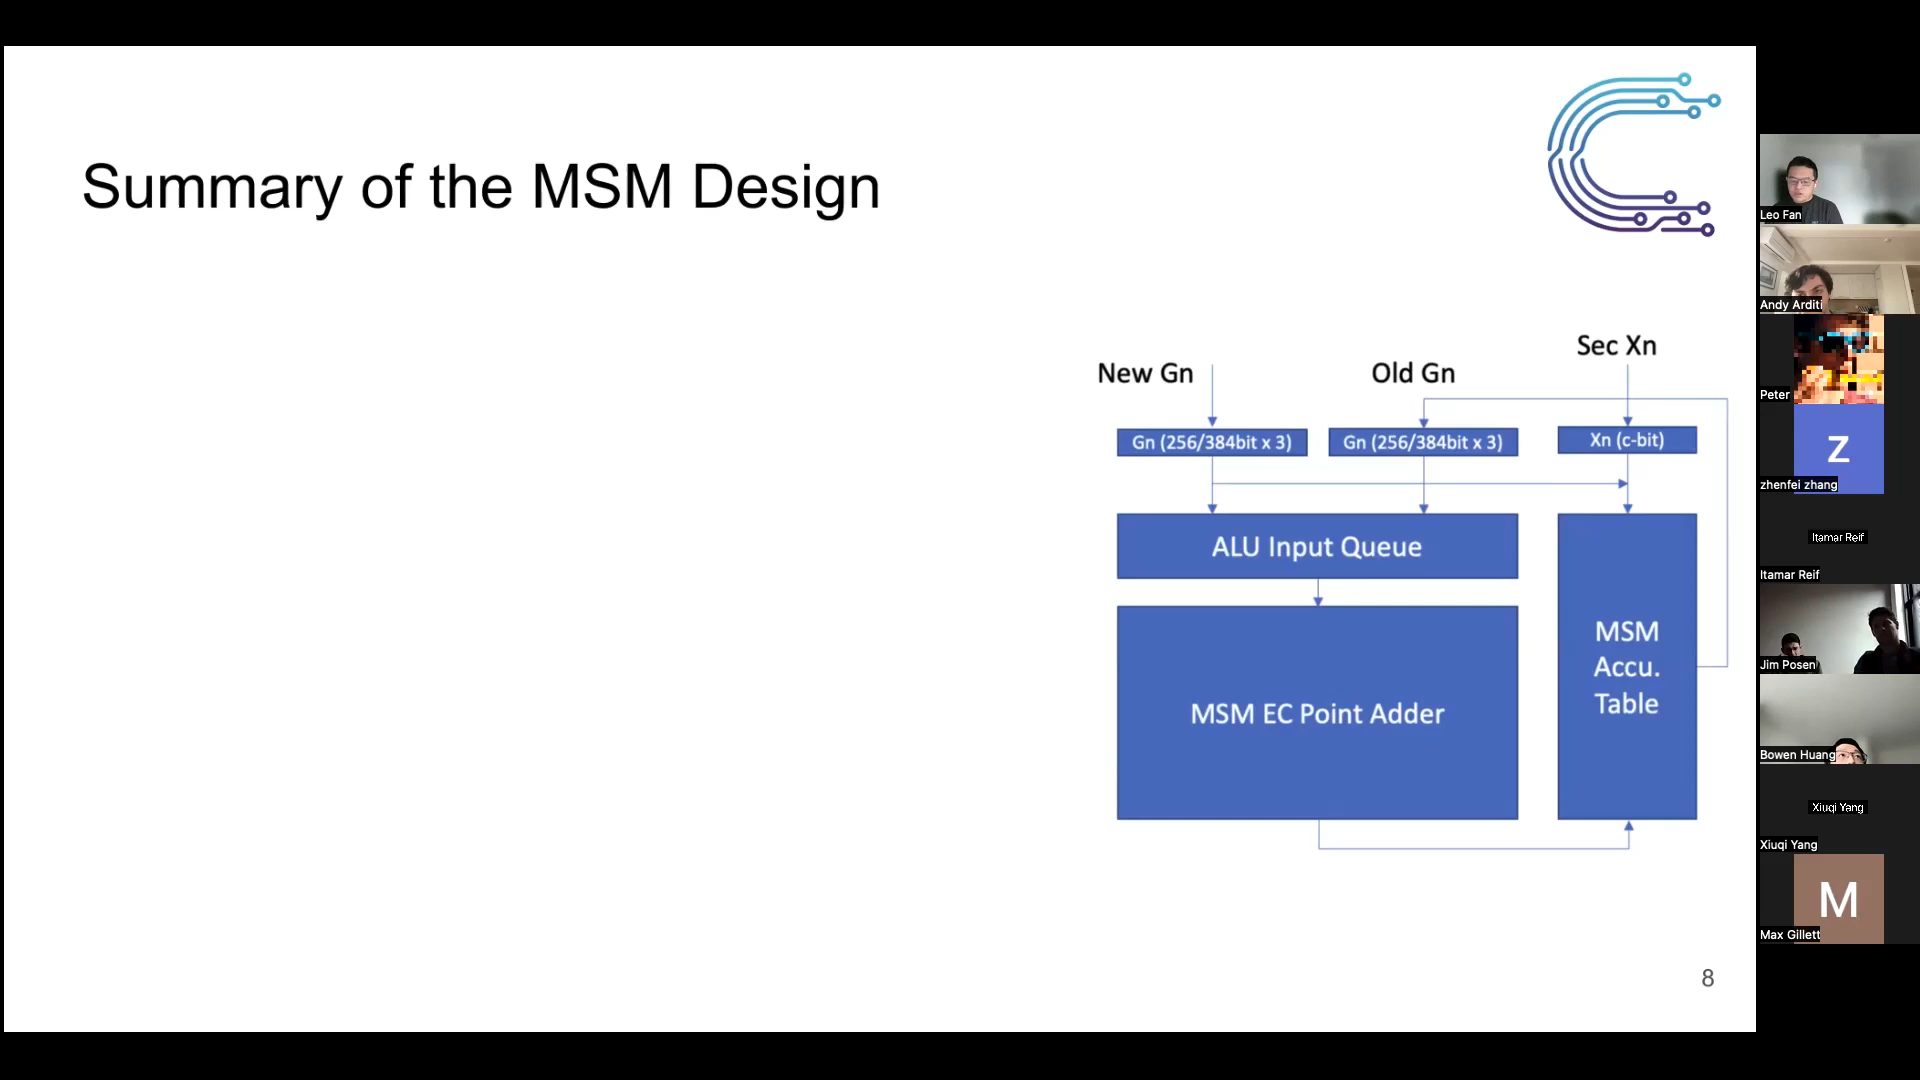 Summary of the MSM Design
Sec Xn
New Gn
Old Gn
Gn (256/384bit x 3)
Gn (256/384bit x 3)
Xn (c-bit)
ALU Input Queue
MSM EC Point Adder
MSM
Accu.
Table
8
Leo Fan
Andy Arditi
Peter
Z
zhenfei zhang
Itamar Reif
Itamar Reif
Jim Posen
Bowen Huang
Xiuqi Yang
Xiuqi Yang
M
Max Gillett